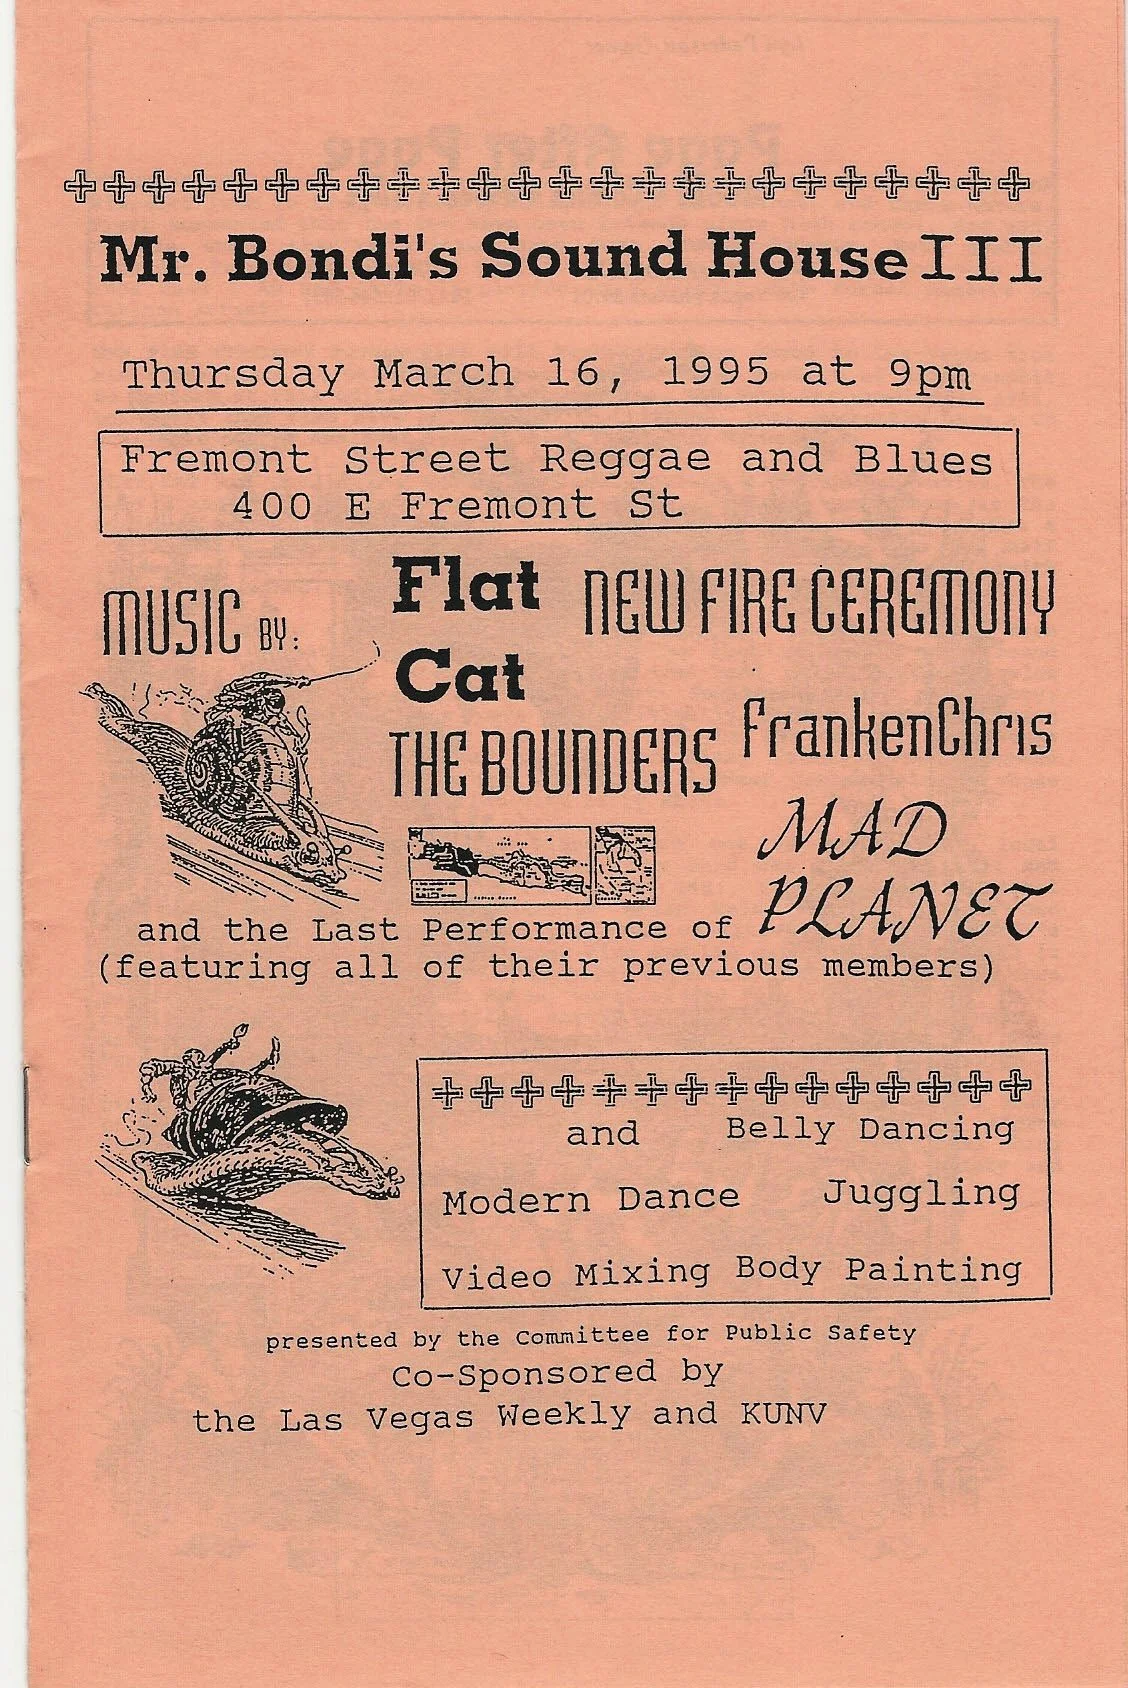 Mr. Bondi's Sound House III
Thursday March 16, 1995 at 9pm
Fremont Street Reggae and Blues
400 E Fremont St
MUSIC BY:
Flat
Cat
NEW FIRE CEREMONY
THE BOUNDERS
FrankenChris
and the Last Performance of MAD PLANET
(featuring all of their previous members)
and Belly Dancing
Modern Dance Juggling
Video Mixing Body Painting
presented by the Committee for Public Safety
Co-Sponsored by
the Las Vegas Weekly and KUNV